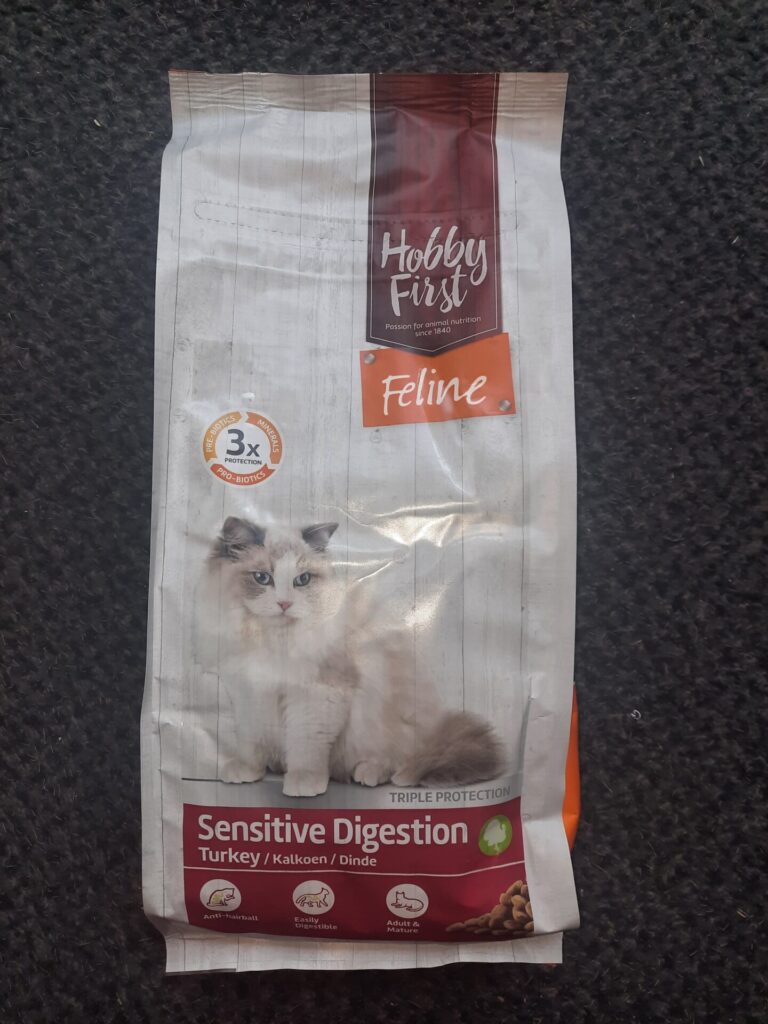 Hobby
First
Passion for animal nutrition
since 1840
Feline
PRE-BIOTICS
MINERALS
3x
PROTECTION
PRO-BIOTICS
TRIPLE PROTECTION
Sensitive Digestion
Turkey / Kalkoen / Dinde
Anti-hairball
Easily
Digestible
Adult &
Mature